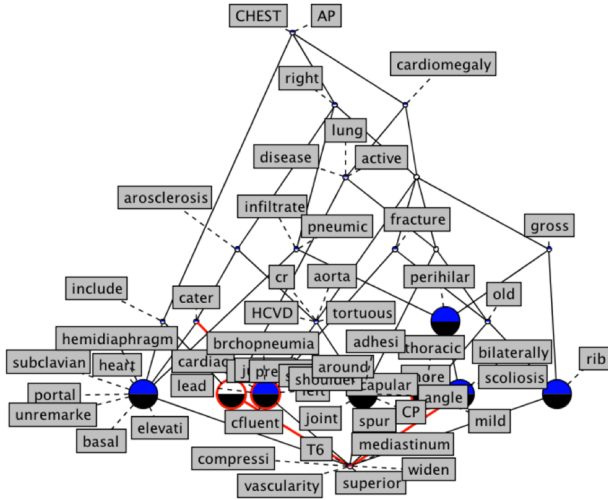 CHEST AP
cardiomegaly
right
lung
disease active
arosclerosis
infiltrate
pneumic
fracture
gross
cr aorta
perihilar
include
cater
old
HCVD tortuous
hemidiaphragm
brchopneumia
adhesi
thoracic
bilaterally
rib
subclavian
heart
cardiac
around
shoulder
scoliosis
lead
left
capular
more
angle
portal
unremarke
elevati
cfluent
joint
spur
CP
mild
basal
T6
mediastinum
compressi
widen
vascularity
superior